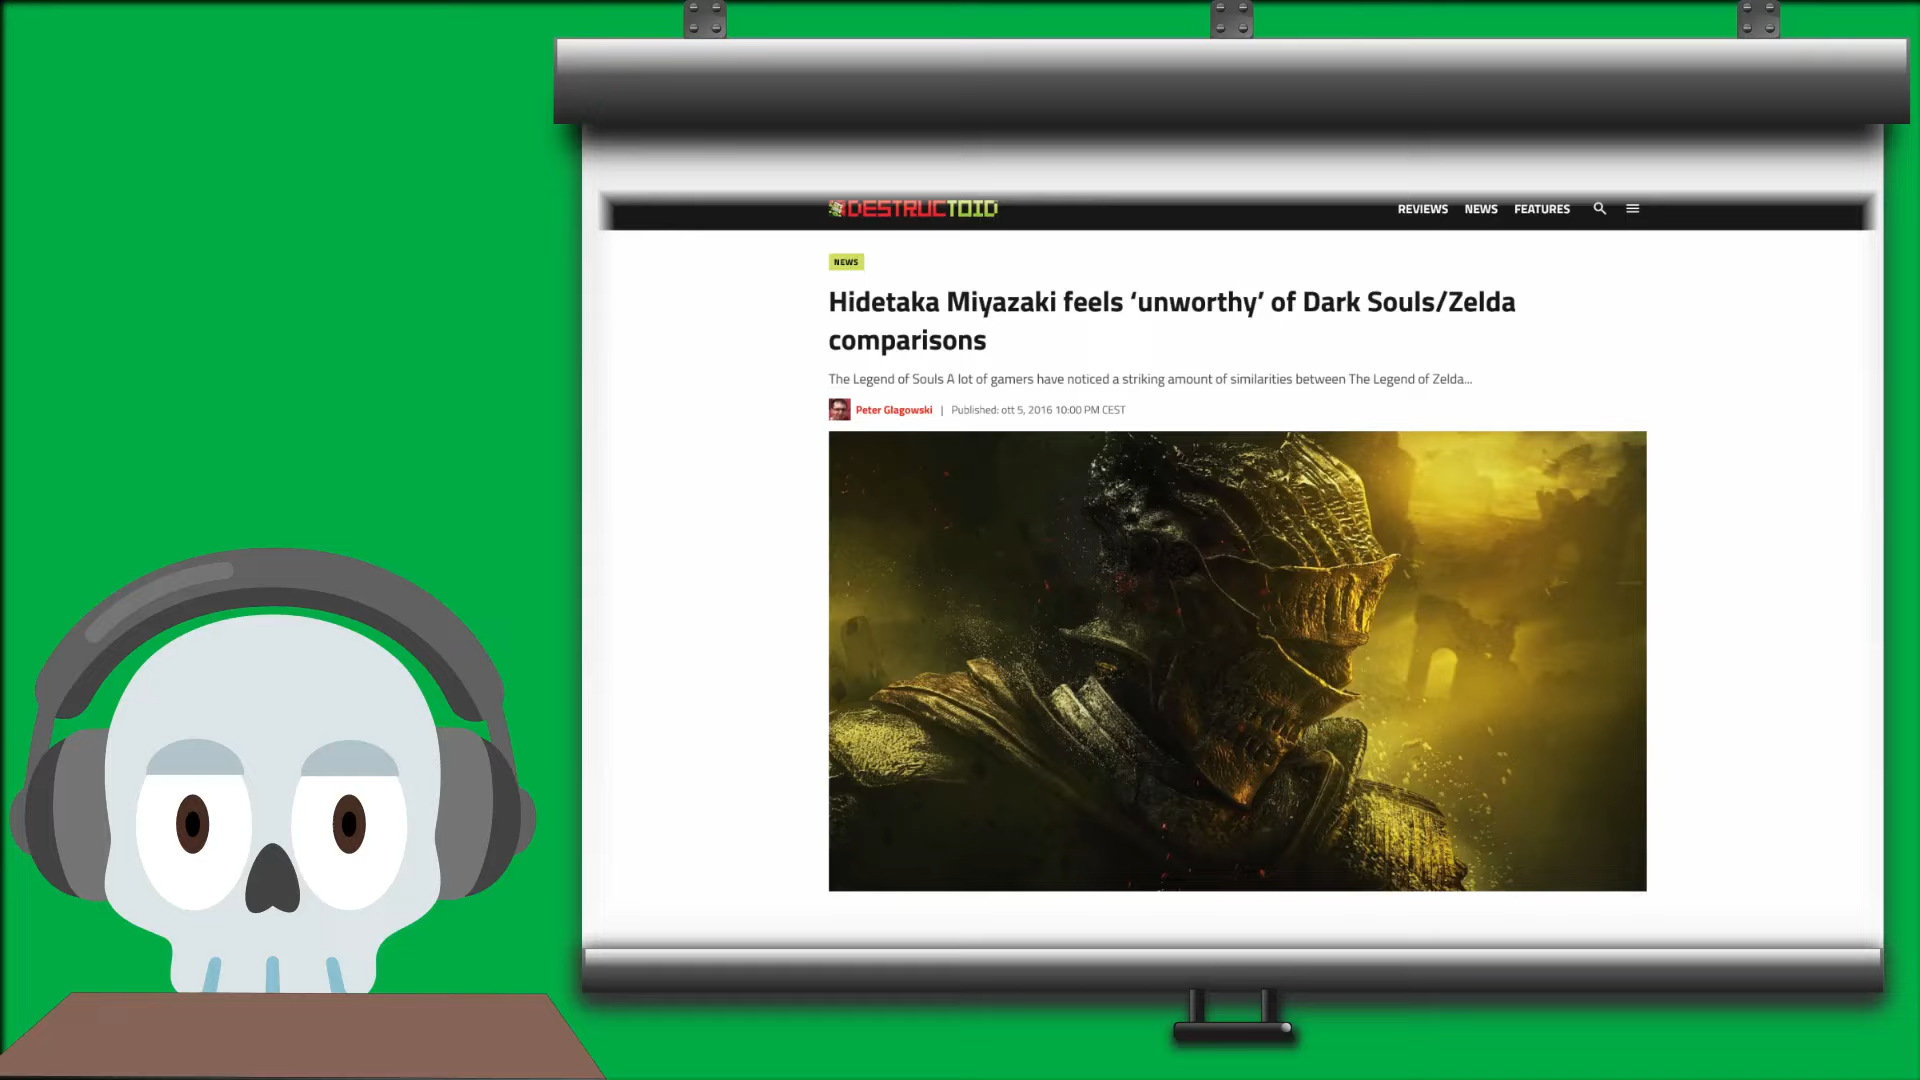 DESTRUCTOID
REVIEWS NEWS FEATURES
NEWS
Hidetaka Miyazaki feels ‘unworthy’ of Dark Souls/Zelda
comparisons
The Legend of Souls A lot of gamers have noticed a striking amount of similarities between The Legend of Zelda...
Peter Glagowski | Published: ott 5, 2016 10:00 PM CEST